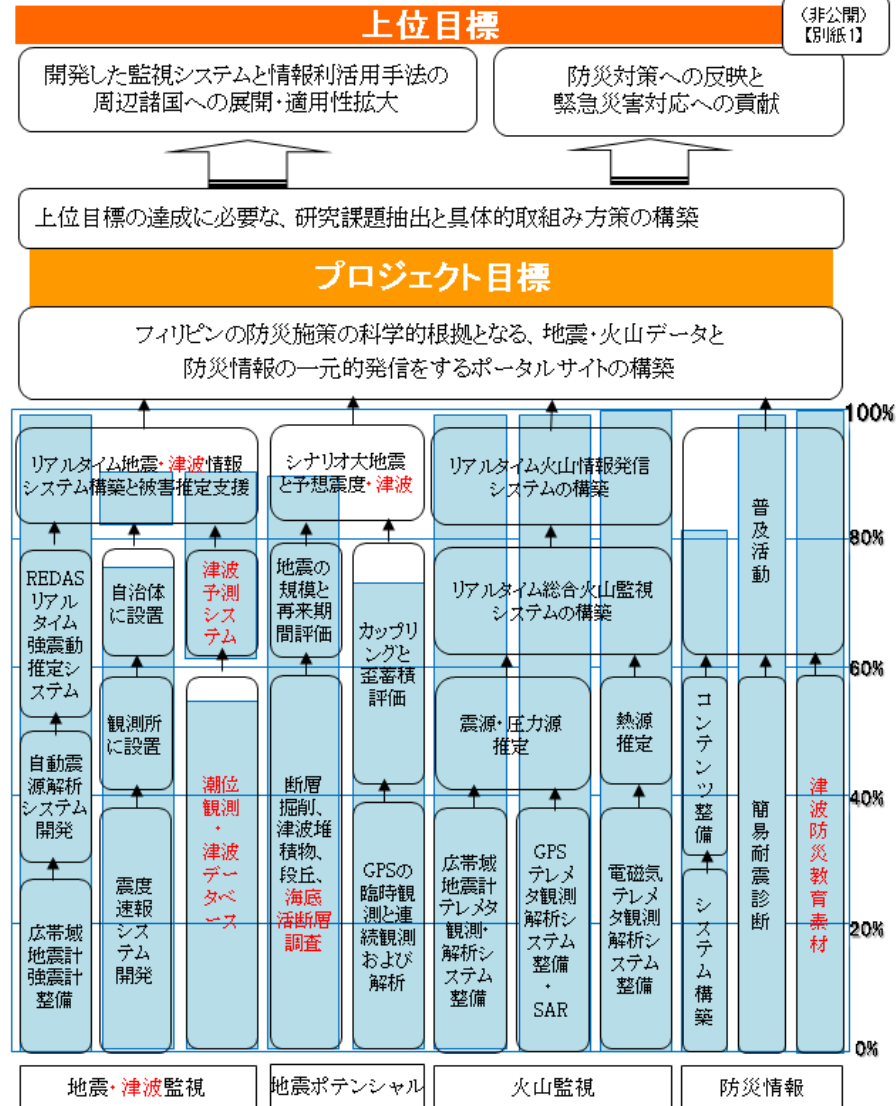 上位目標
(非公開)
【別紙1】
開発した監視システムと情報利活用手法の
周辺諸国への展開・適用性拡大
防災対策への反映と
緊急災害対応への貢献
上位目標の達成に必要な、研究課題抽出と具体的取組み方策の構築
プロジェクト目標
フィリピンの防災施策の科学的根拠となる、地震・火山データと
防災情報の一元的発信をするポータルサイトの構築
100%
80%
60%
40%
20%
0%
リアルタイム地震・津波情報
システム構築と被害推定支援
シナリオ大地震
と予想震度・津波
リアルタイム火山情報発信
システムの構築
普及活動
REDAS
リアル
タイム
強震動
推定シ
ステム
自治体
に設置
津波
予測
シス
テム
地震の
規模と
再来期
間評価
カップリ
ングと
歪蓄積
評価
リアルタイム総合火山監視
システムの構築
自動震
源解析
システム
開発
観測所
に設置
震源・圧力源
推定
熱源
推定
コンテンツ整備
広帯域
地震計
強震計
整備
震度
速報
システ
ム
開発
潮位
観測
・
津波
デー
タベ
ース
断層
掘削、
津波堆
積物、
段丘、
海底
活断層
調査
GPSの
臨時観
測と連
続観測
および
解析
広帯域
地震計
テレメタ
観測・
解析シ
ステム
整備
GPS
テレメ
タ観測
解析シ
ステム
整備
・
SAR
電磁気
テレメ
タ観測
解析シ
ステム
整備
システム構築
簡易耐震診断
津波防災教育素材
地震・津波監視
地震ポテンシャル
火山監視
防災情報